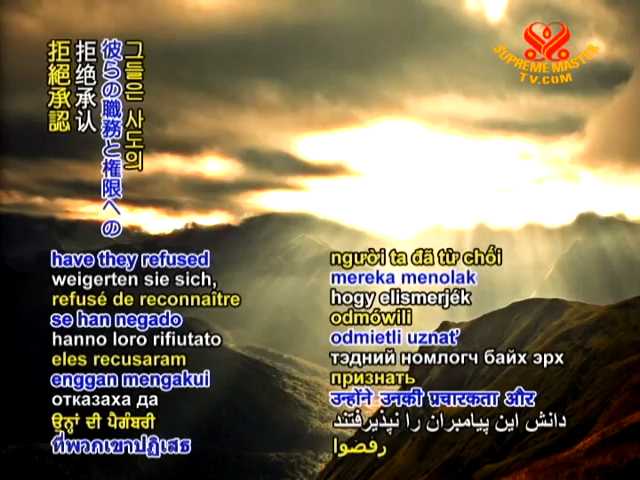 SUPREME MASTER
TV.COM
그들은 사도의
彼らの職務と権限への
拒绝承认
拒絕承認
have they refused
weigerten sie sich,
refusé de reconnaître
se han negado
hanno loro rifiutato
eles recusaram
enggan mengakui
отказаха да
ਉਨ੍ਹਾਂ ਦੀ ਪੈਗੰਬਰੀ
ที่พวกเขาปฏิเสธ
người ta đã từ chối
mereka menolak
hogy elismerjék
odmówili
odmietli uznať
тэдний номлогч байх эрх
признать
उन्होंने उनकी प्रचारकता और
دانش این پیامبران را نپذیرفتند
رفضوا